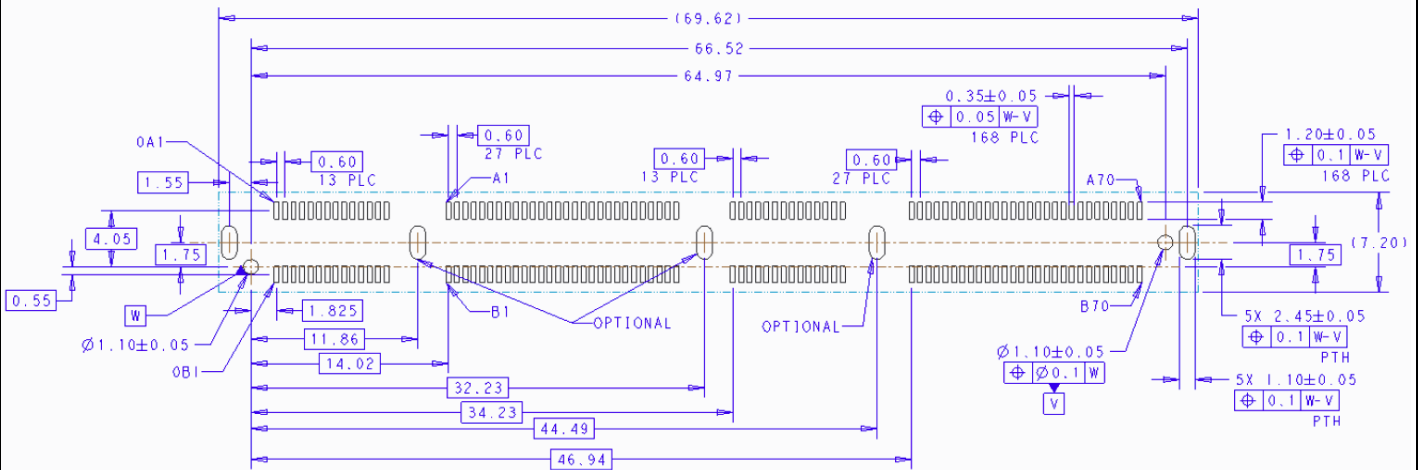 (69.62)
66.52
64.97
0.35±0.05
⌖ 0.05 W-V
168 PLC
0A1
0.60
13 PLC
0.60
27 PLC
0.60
13 PLC
0.60
27 PLC
1.20±0.05
⌖ 0.1 W-V
168 PLC
1.55
A1
A70
4.05
1.75
(7.20)
1.75
0.55
W
1.825
B1
OPTIONAL
OPTIONAL
B70
5X 2.45±0.05
⌖ 0.1 W-V
PTH
Ø1.10±0.05
0B1
11.86
14.02
Ø1.10±0.05
⌖ Ø0.1 W
V
5X 1.10±0.05
⌖ 0.1 W-V
PTH
32.23
34.23
44.49
46.94